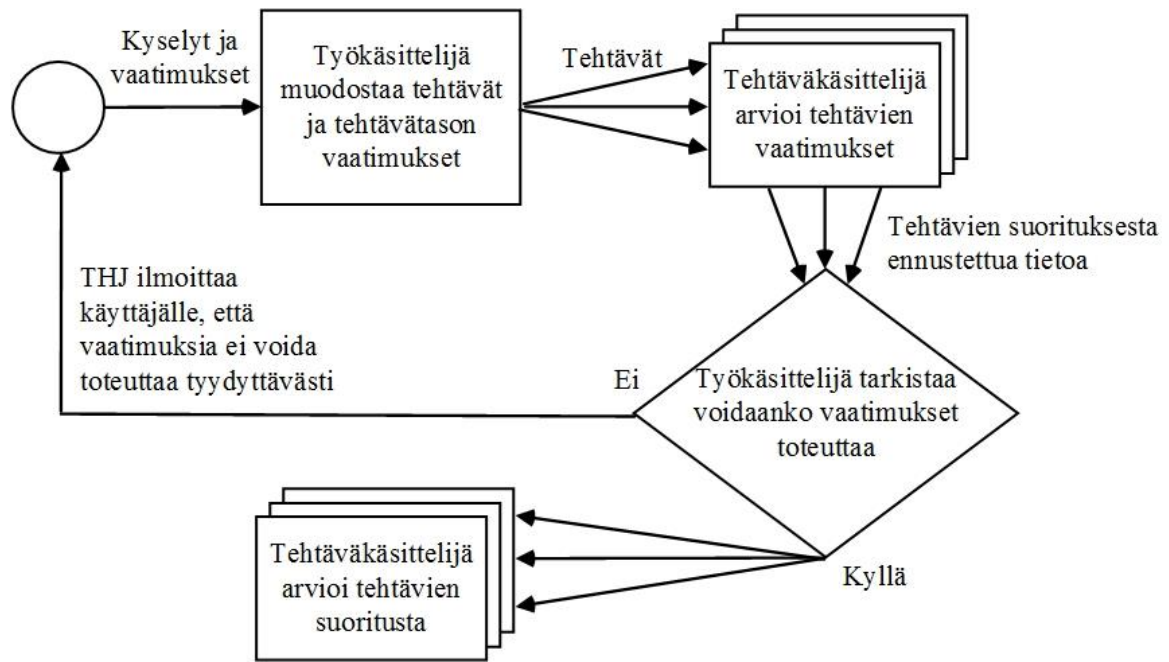 Kyselyt ja
vaatimukset
Työkäsittelijä
muodostaa tehtävät
ja tehtävätason
vaatimukset
Tehtävät
Tehtäväkäsittelijä
arvioi tehtävien
vaatimukset
Tehtävien suorituksesta
ennustettua tietoa
THJ ilmoittaa
käyttäjälle, että
vaatimuksia ei voida
toteuttaa tyydyttävästi
Ei
Työkäsittelijä tarkistaa
voidaanko vaatimukset
toteuttaa
Kyllä
Tehtäväkäsittelijä
arvioi tehtävien
suoritusta